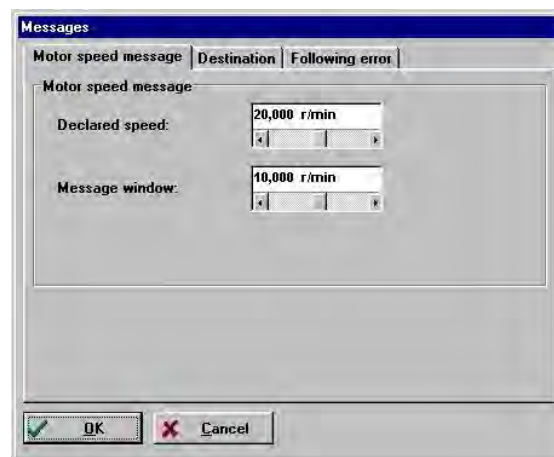 Messages
Motor speed message Destination Following error
Motor speed message
Declared speed: 20,000 r/min
Message window: 10,000 r/min
OK Cancel